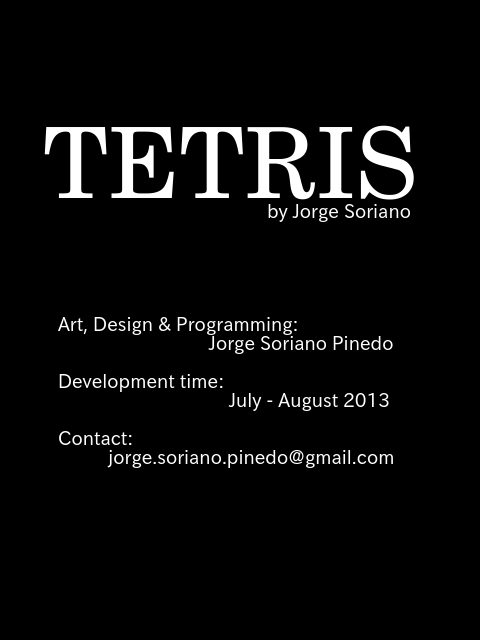 TETRIS
by Jorge Soriano
Art, Design & Programming:
Jorge Soriano Pinedo
Development time:
July - August 2013
Contact:
jorge.soriano.pinedo@gmail.com